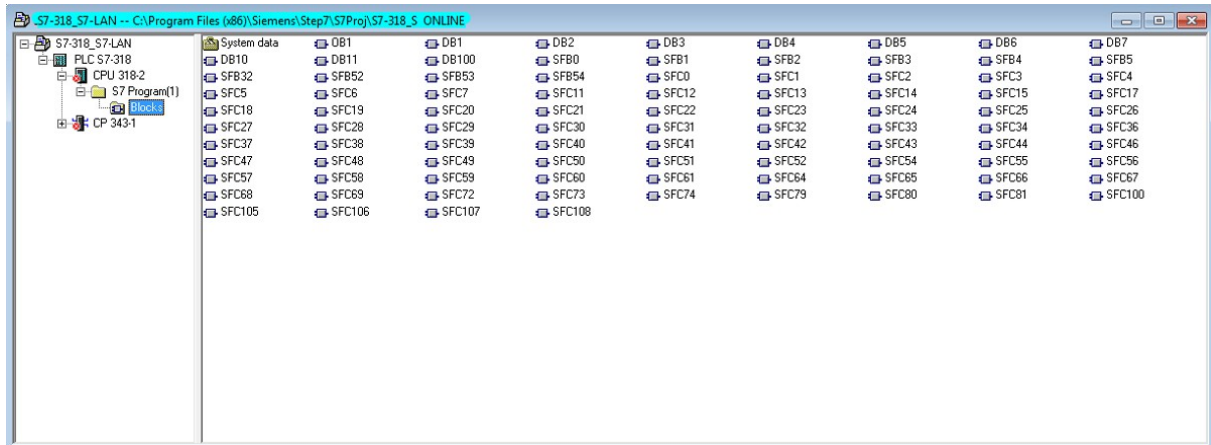 S7-318_S7-LAN -- C:\Program Files (x86)\Siemens\Step7\S7Proj\S7-318_S ONLINE
S7-318_S7-LAN
PLC S7-318
CPU 318-2
S7 Program(1)
Blocks
CP 343-1
System data OB1 DB1 DB2 DB3 DB4 DB5 DB6 DB7
DB10 DB11 DB100 SFB0 SFB1 SFB2 SFB3 SFB4 SFB5
SFB32 SFB52 SFB53 SFB54 SFC0 SFC1 SFC2 SFC3 SFC4
SFC5 SFC6 SFC7 SFC11 SFC12 SFC13 SFC14 SFC15 SFC17
SFC18 SFC19 SFC20 SFC21 SFC22 SFC23 SFC24 SFC25 SFC26
SFC27 SFC28 SFC29 SFC30 SFC31 SFC32 SFC33 SFC34 SFC36
SFC37 SFC38 SFC39 SFC40 SFC41 SFC42 SFC43 SFC44 SFC46
SFC47 SFC48 SFC49 SFC50 SFC51 SFC52 SFC54 SFC55 SFC56
SFC57 SFC58 SFC59 SFC60 SFC61 SFC64 SFC65 SFC66 SFC67
SFC68 SFC69 SFC72 SFC73 SFC74 SFC79 SFC80 SFC81 SFC100
SFC105 SFC106 SFC107 SFC108